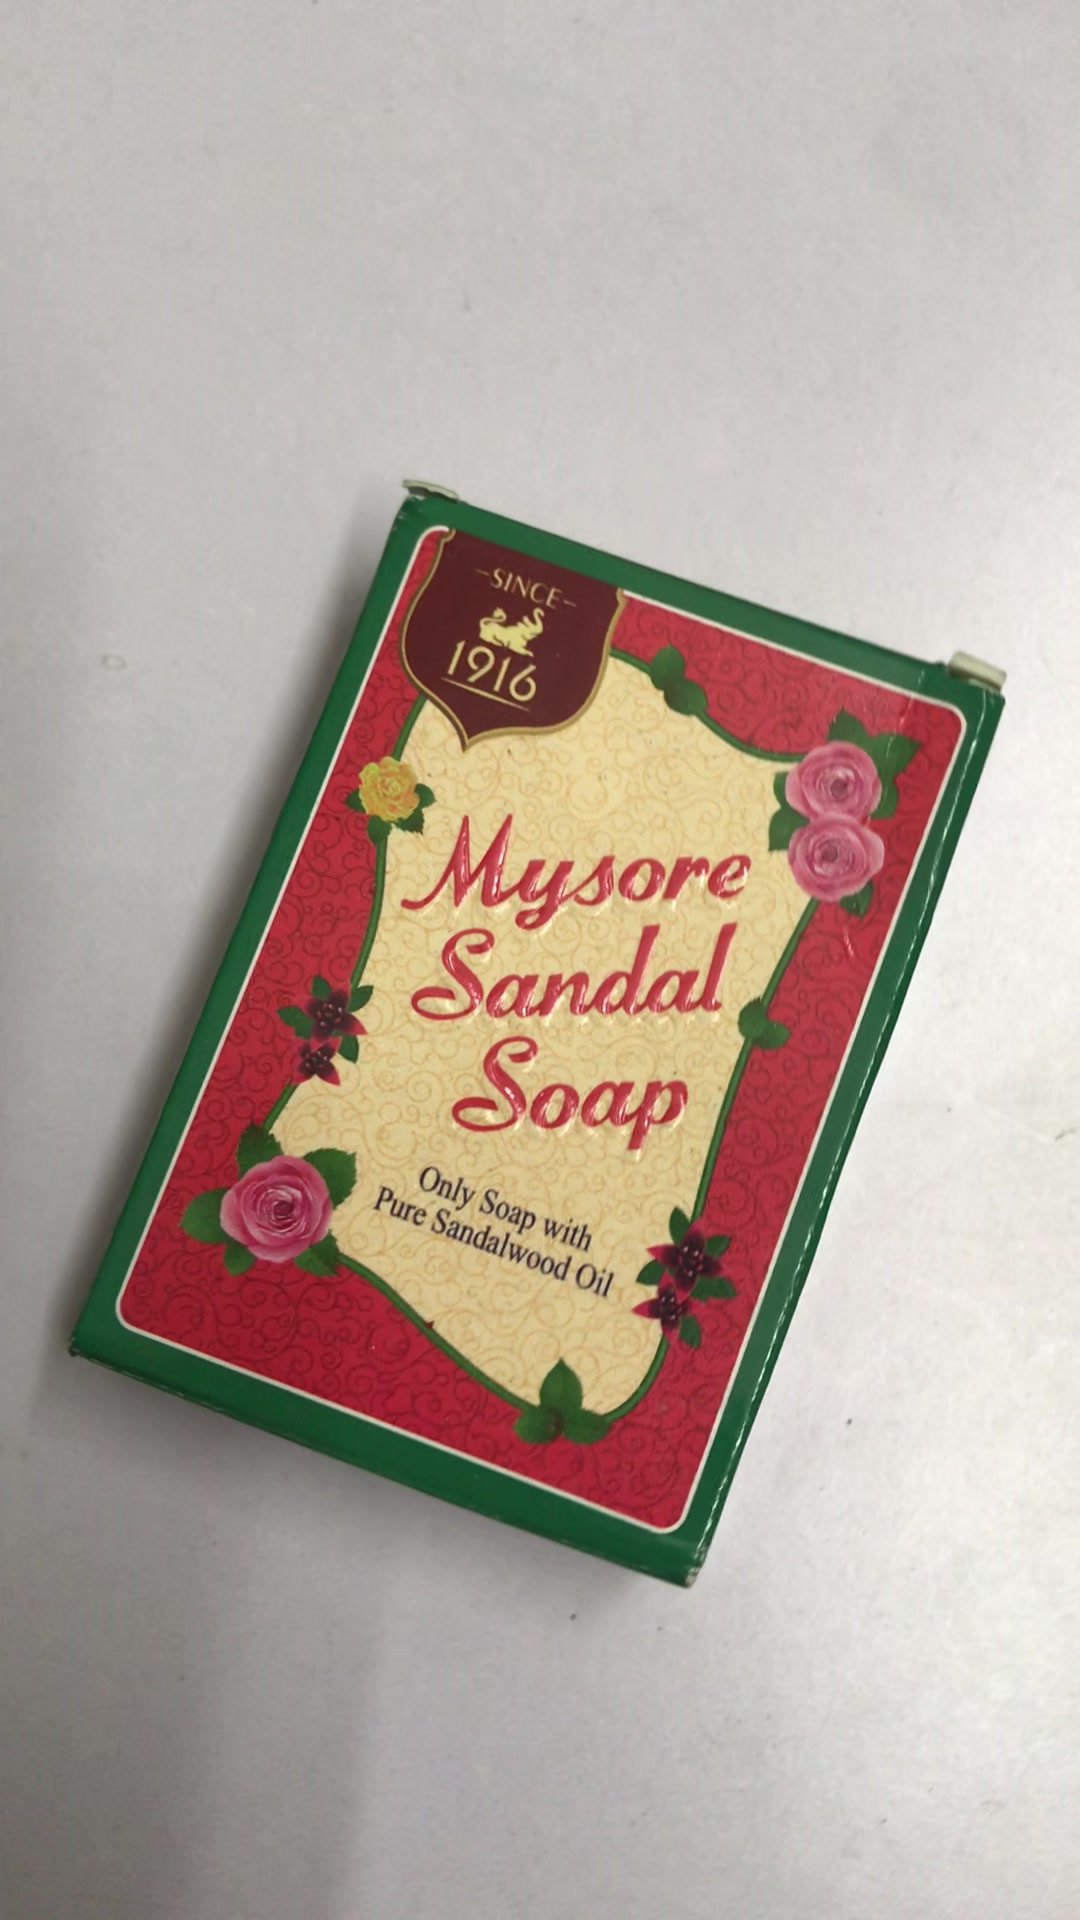 -SINCE-
1916
Mysore
Sandal
Soap
Only Soap with
Pure Sandalwood Oil